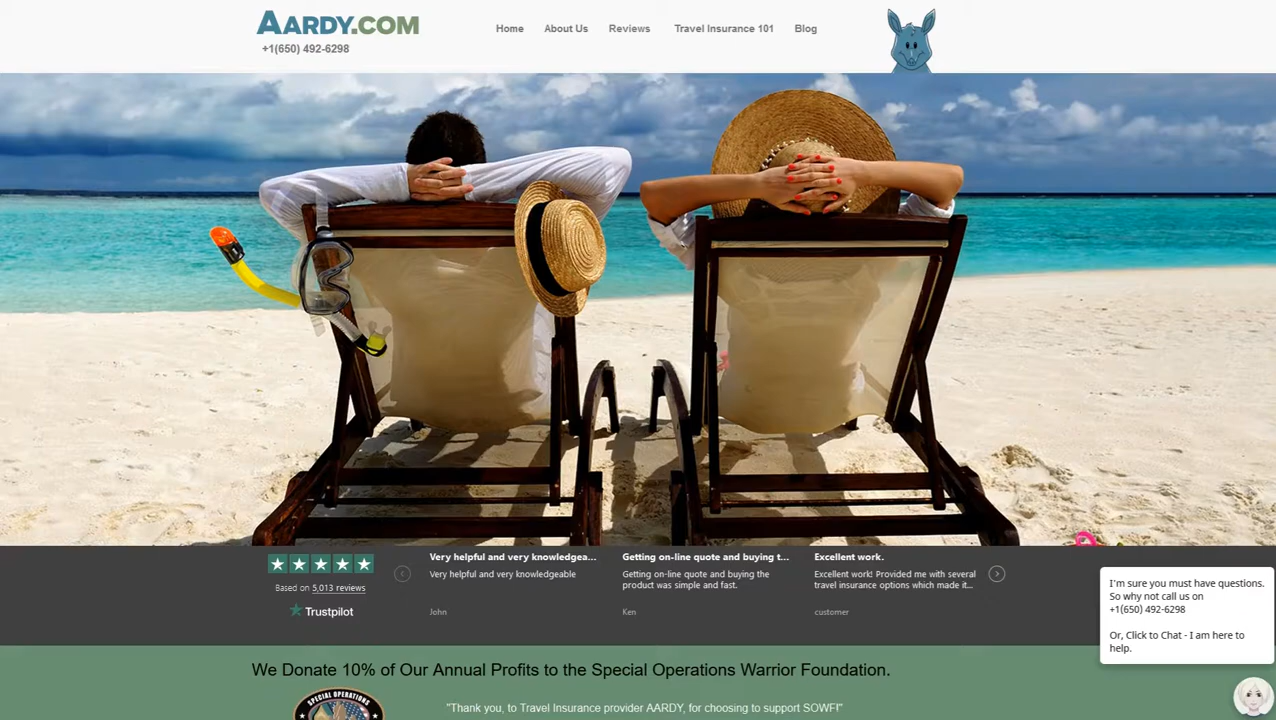 AARDY.COM
+1(650) 492-6298
Home About Us Reviews Travel Insurance 101 Blog
Based on 5,013 reviews
Trustpilot
Very helpful and very knowledgea...
Very helpful and very knowledgeable
John
Getting on-line quote and buying t...
Getting on-line quote and buying the
product was simple and fast.
Ken
Excellent work.
Excellent work! Provided me with several
travel insurance options which made it...
customer
I'm sure you must have questions.
So why not call us on
+1(650) 492-6298
Or, Click to Chat - I am here to
help.
We Donate 10% of Our Annual Profits to the Special Operations Warrior Foundation.
SPECIAL OPERATIONS
"Thank you, to Travel Insurance provider AARDY, for choosing to support SOWF!"